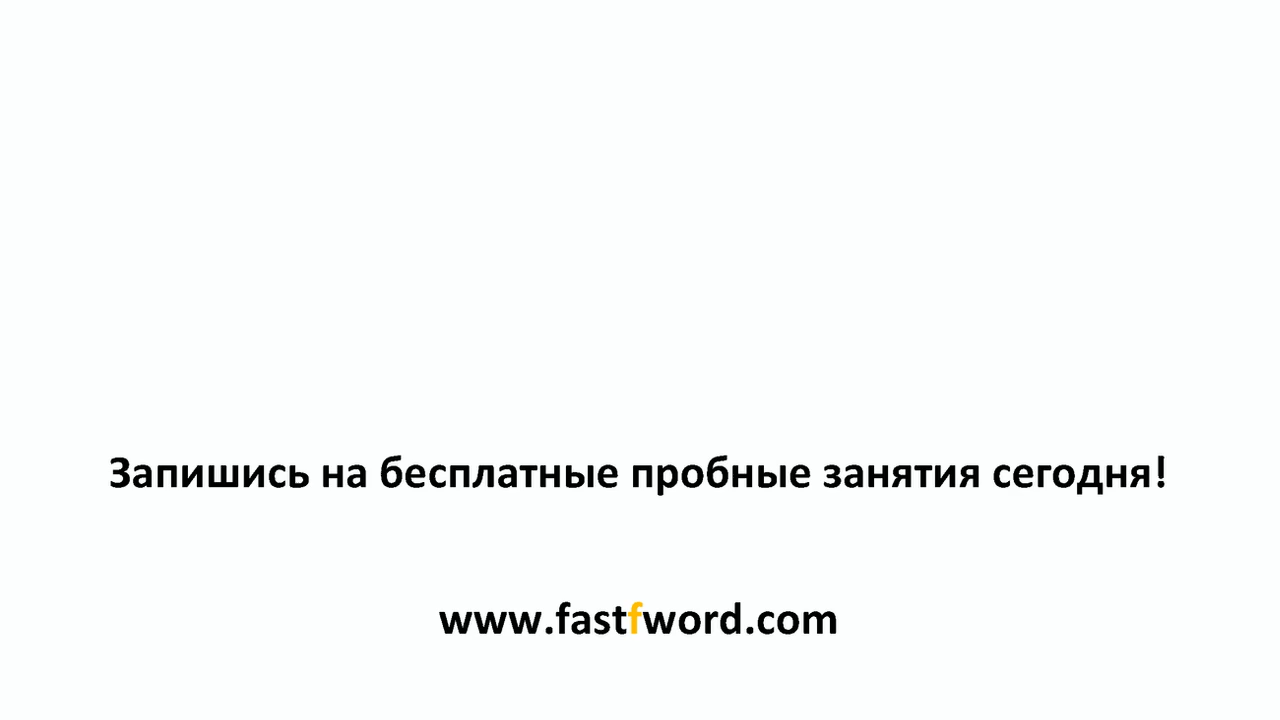 Запишись на бесплатные пробные занятия сегодня!
www.fastfword.com